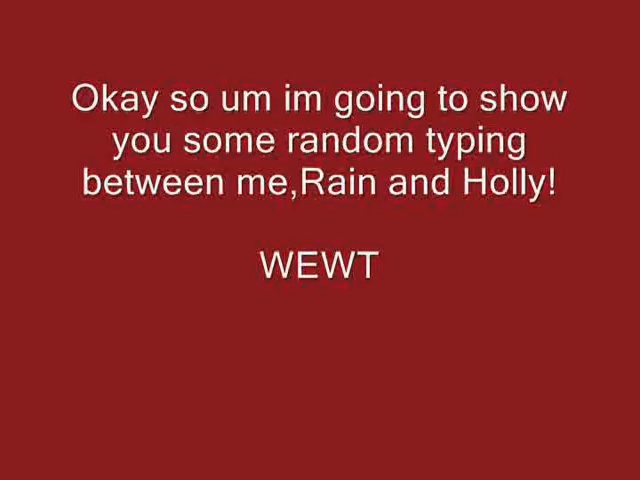 Okay so um im going to show
you some random typing
between me,Rain and Holly!
WEWT